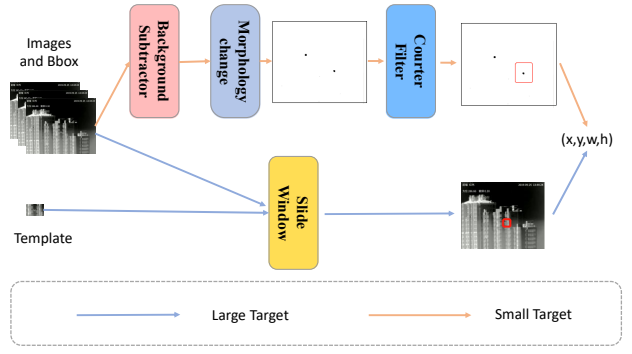 Images
and Bbox
Background
Subtractor
Morphology
change
Courter
Filter
(x,y,w,h)
Slide
Window
Template
Large Target
Small Target